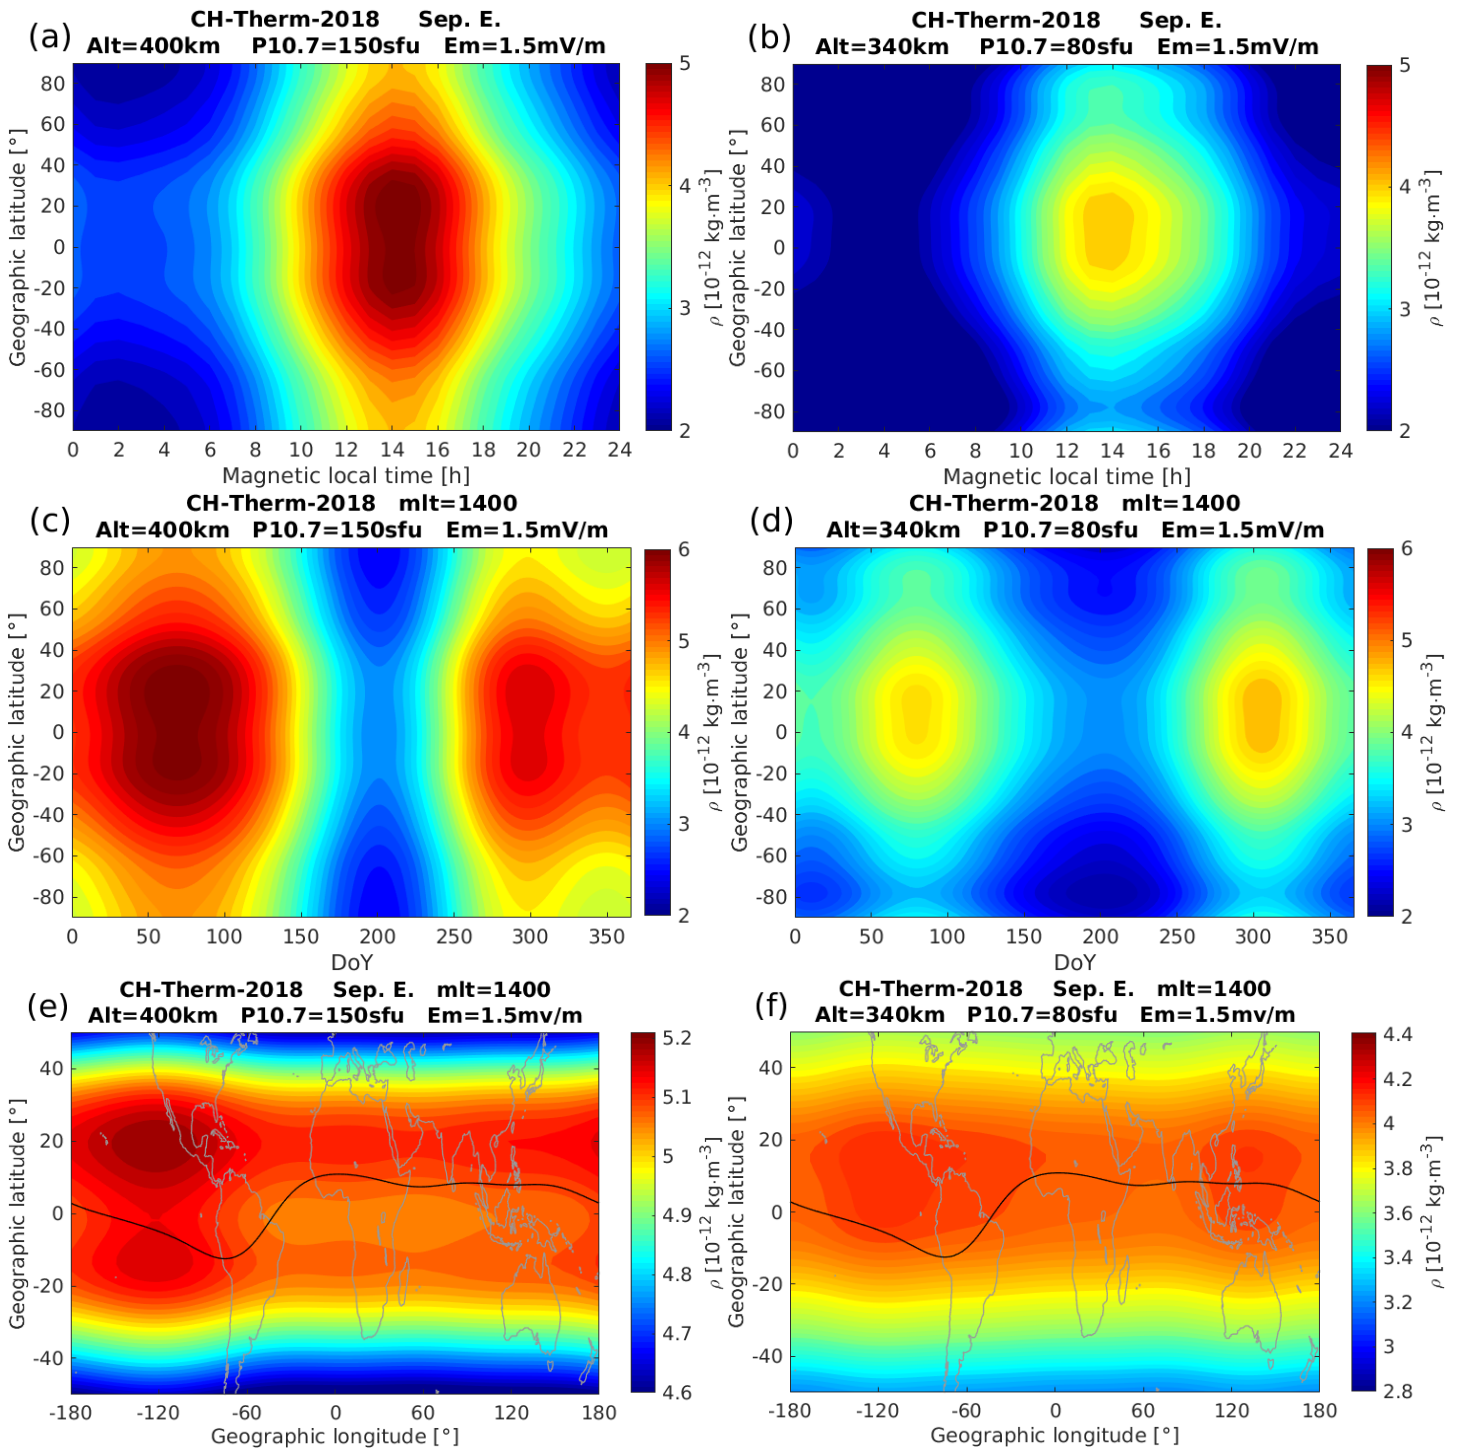 (a)
CH-Therm-2018 Sep. E.
Alt=400km P10.7=150sfu Em=1.5mV/m
Geographic latitude [°]
80
60
40
20
0
-20
-40
-60
-80
0 2 4 6 8 10 12 14 16 18 20 22 24
Magnetic local time [h]
5
4
3
2
ρ [10-12 kg·m-3]
(b)
CH-Therm-2018 Sep. E.
Alt=340km P10.7=80sfu Em=1.5mV/m
Geographic latitude [°]
80
60
40
20
0
-20
-40
-60
-80
0 2 4 6 8 10 12 14 16 18 20 22 24
Magnetic local time [h]
5
4
3
2
ρ [10-12 kg·m-3]
(c)
CH-Therm-2018 mlt=1400
Alt=400km P10.7=150sfu Em=1.5mV/m
Geographic latitude [°]
80
60
40
20
0
-20
-40
-60
-80
0 50 100 150 200 250 300 350
DoY
6
5
4
3
2
ρ [10-12 kg·m-3]
(d)
CH-Therm-2018 mlt=1400
Alt=340km P10.7=80sfu Em=1.5mV/m
Geographic latitude [°]
80
60
40
20
0
-20
-40
-60
-80
0 50 100 150 200 250 300 350
DoY
6
5
4
3
2
ρ [10-12 kg·m-3]
(e)
CH-Therm-2018 Sep. E. mlt=1400
Alt=400km P10.7=150sfu Em=1.5mv/m
Geographic latitude [°]
40
20
0
-20
-40
-180 -120 -60 0 60 120 180
Geographic longitude [°]
5.2
5.1
5
4.9
4.8
4.7
4.6
ρ [10-12 kg·m-3]
(f)
CH-Therm-2018 Sep. E. mlt=1400
Alt=340km P10.7=80sfu Em=1.5mv/m
Geographic latitude [°]
40
20
0
-20
-40
-180 -120 -60 0 60 120 180
Geographic longitude [°]
4.4
4.2
4
3.8
3.6
3.4
3.2
3
2.8
ρ [10-12 kg·m-3]